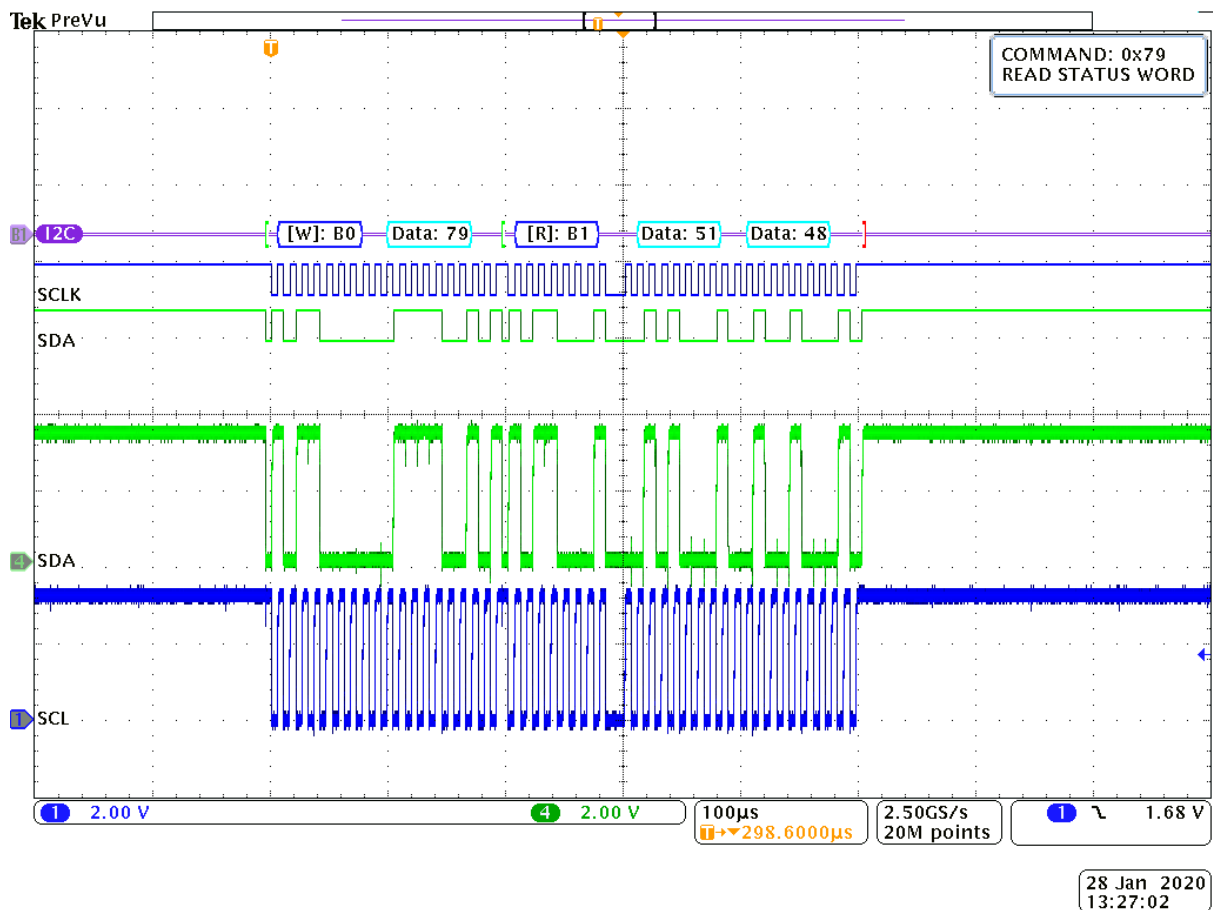 Tek PreVu
T
T
COMMAND: 0x79
READ STATUS WORD
B1 I2C [W]: B0 Data: 79 [R]: B1 Data: 51 Data: 48
SCLK
SDA
4 SDA
1 SCL
1 2.00 V 4 2.00 V
100µs
T→▼298.6000µs
2.50GS/s
20M points
1 1.68 V
28 Jan 2020
13:27:02